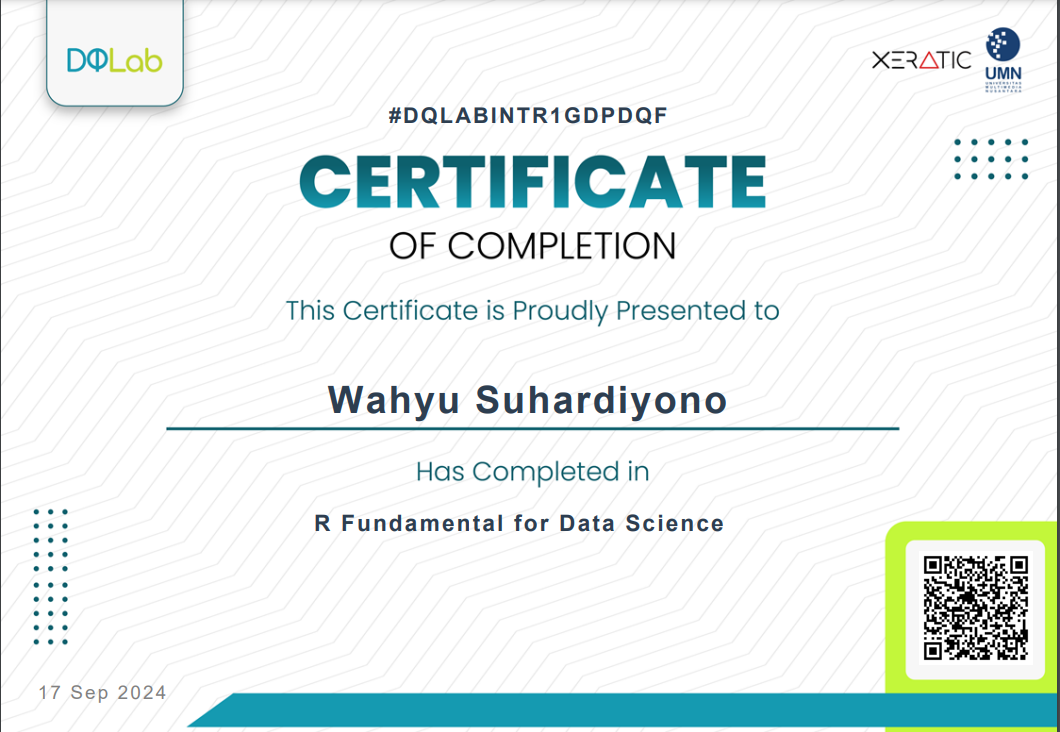 DQLab
XERATIC
UMN
UNIVERSITAS
MULTIMEDIA
NUSANTARA
#DQLABINTR1GDPDQF
CERTIFICATE
OF COMPLETION
This Certificate is Proudly Presented to
Wahyu Suhardiyono
Has Completed in
R Fundamental for Data Science
17 Sep 2024